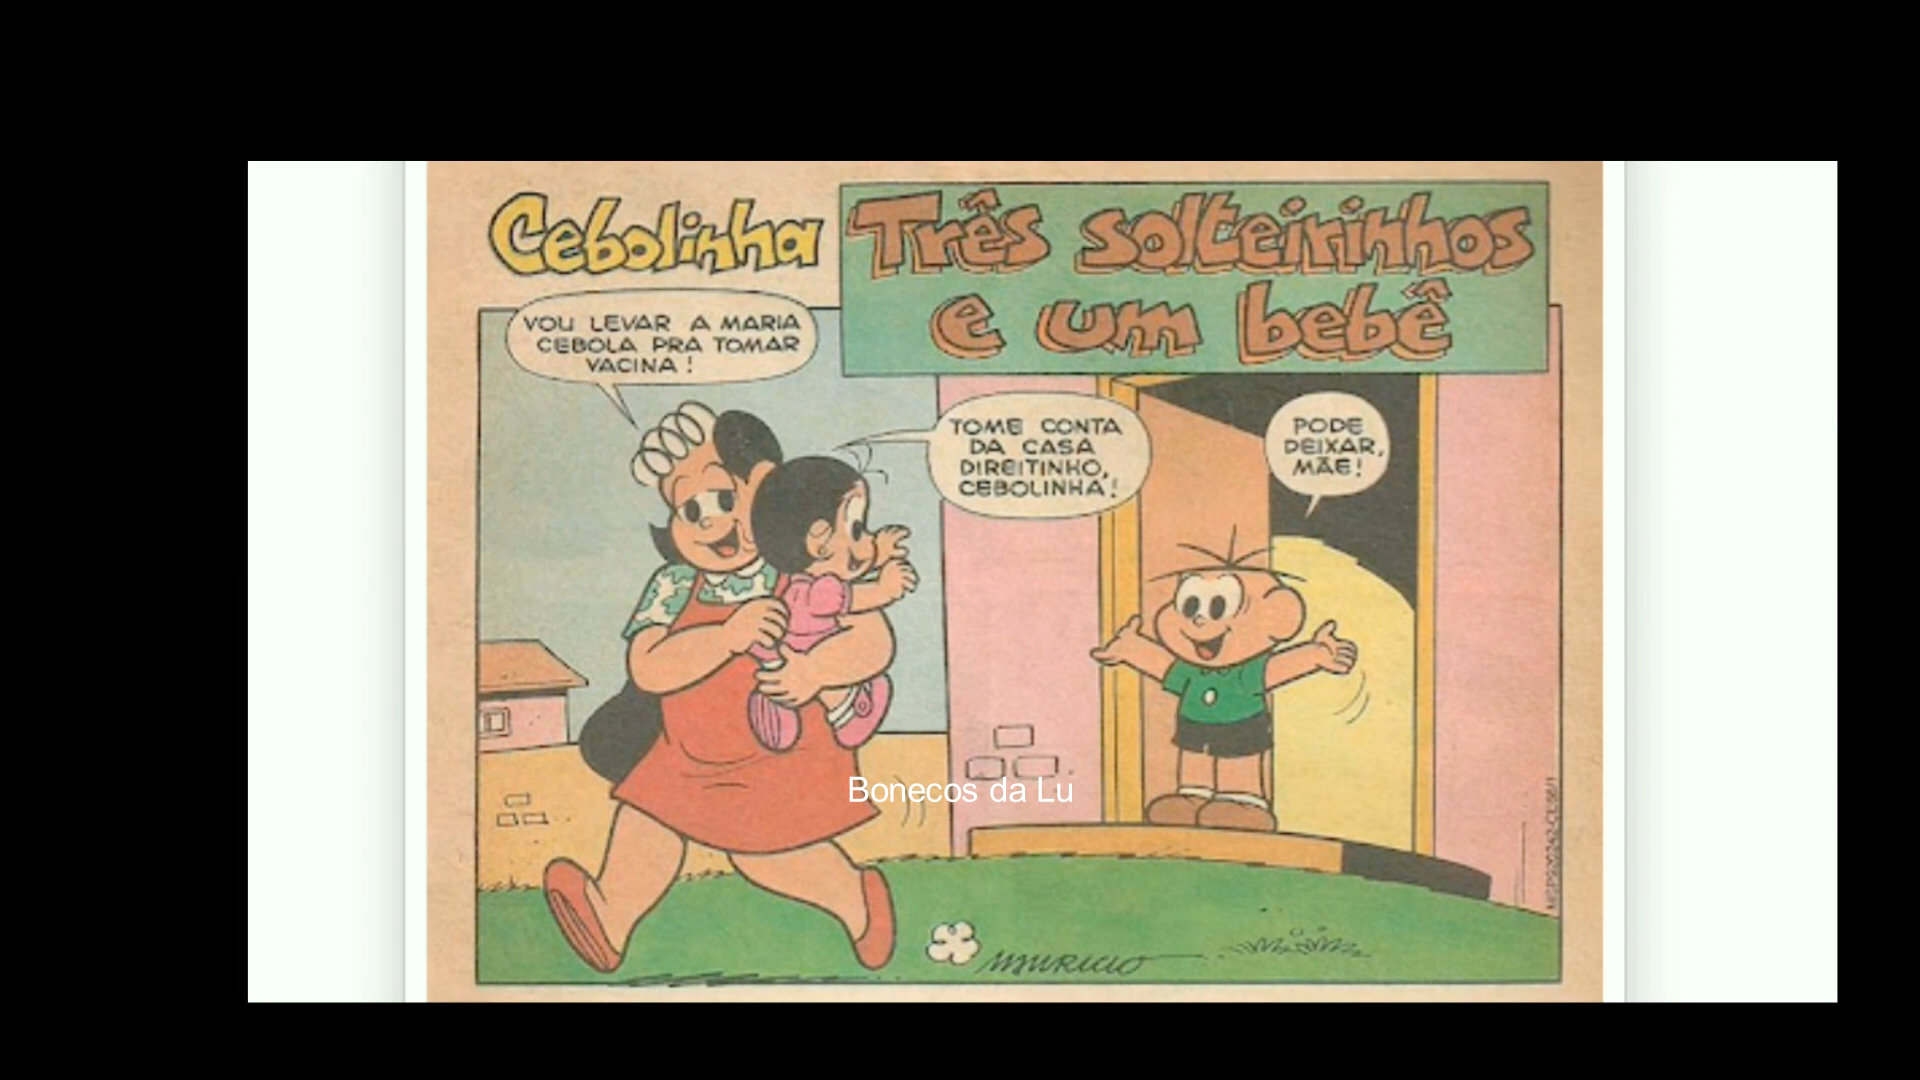 Cebolinha
Três solteirinhos
e um bebê
VOU LEVAR A MARIA
CEBOLA PRA TOMAR
VACINA!
TOME CONTA
DA CASA
DIREITINHO,
CEBOLINHA!
PODE
DEIXAR,
MÃE!
Bonecos da Lu
MAURICIO